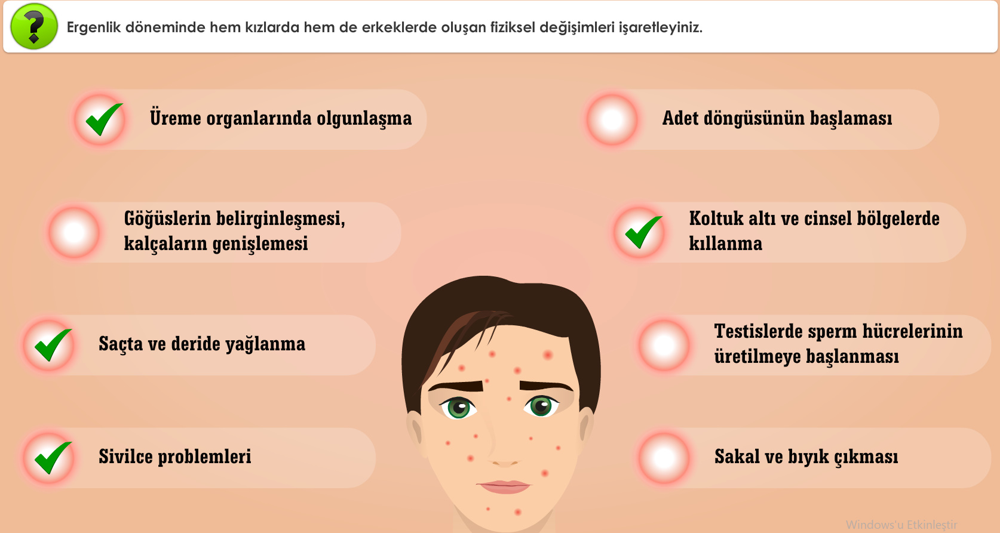 Ergenlik döneminde hem kızlarda hem de erkeklerde oluşan fiziksel değişimleri işaretleyiniz.
Üreme organlarında olgunlaşma
Adet döngüsünün başlaması
Göğüslerin belirginleşmesi,
kalçaların genişlemesi
Koltuk altı ve cinsel bölgelerde
kıllanma
Saçta ve deride yağlanma
Testislerde sperm hücrelerinin
üretilmeye başlanması
Sivilce problemleri
Sakal ve bıyık çıkması
Windows'u Etkinleştir